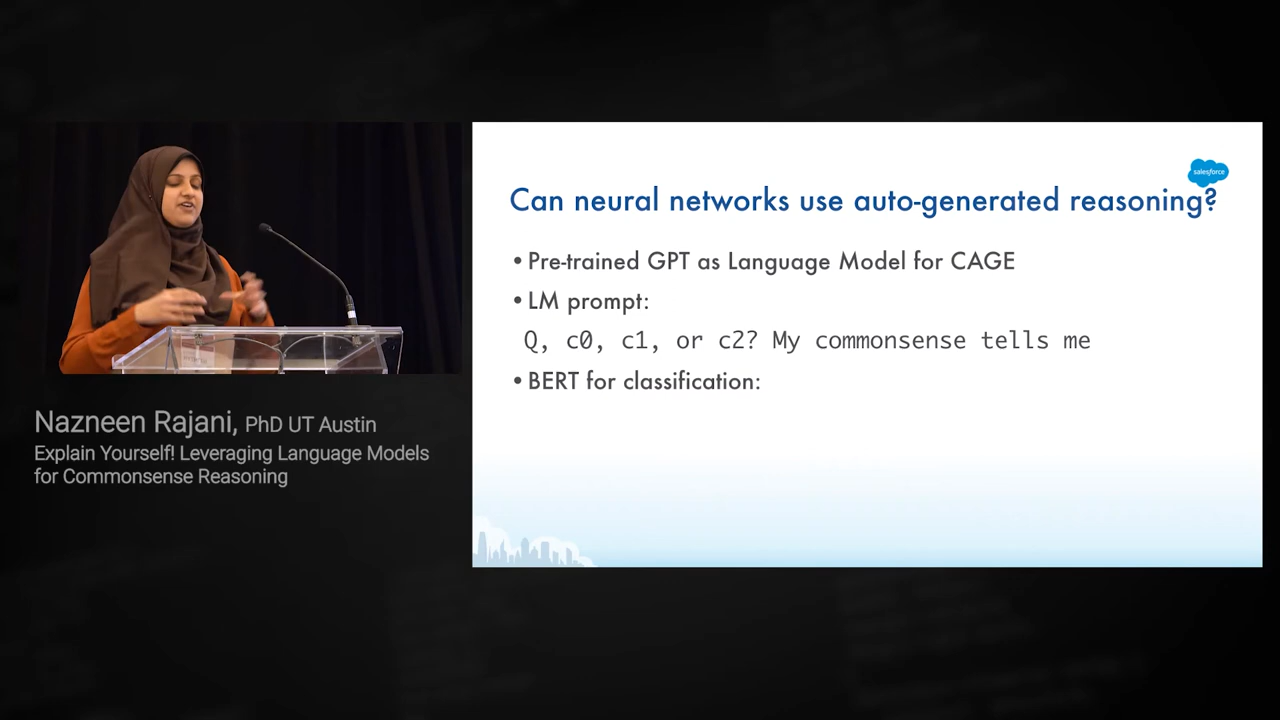 salesforce
Can neural networks use auto-generated reasoning?
• Pre-trained GPT as Language Model for CAGE
• LM prompt:
Q, c0, c1, or c2? My commonsense tells me
• BERT for classification:
Nazneen Rajani, PhD UT Austin
Explain Yourself! Leveraging Language Models
for Commonsense Reasoning